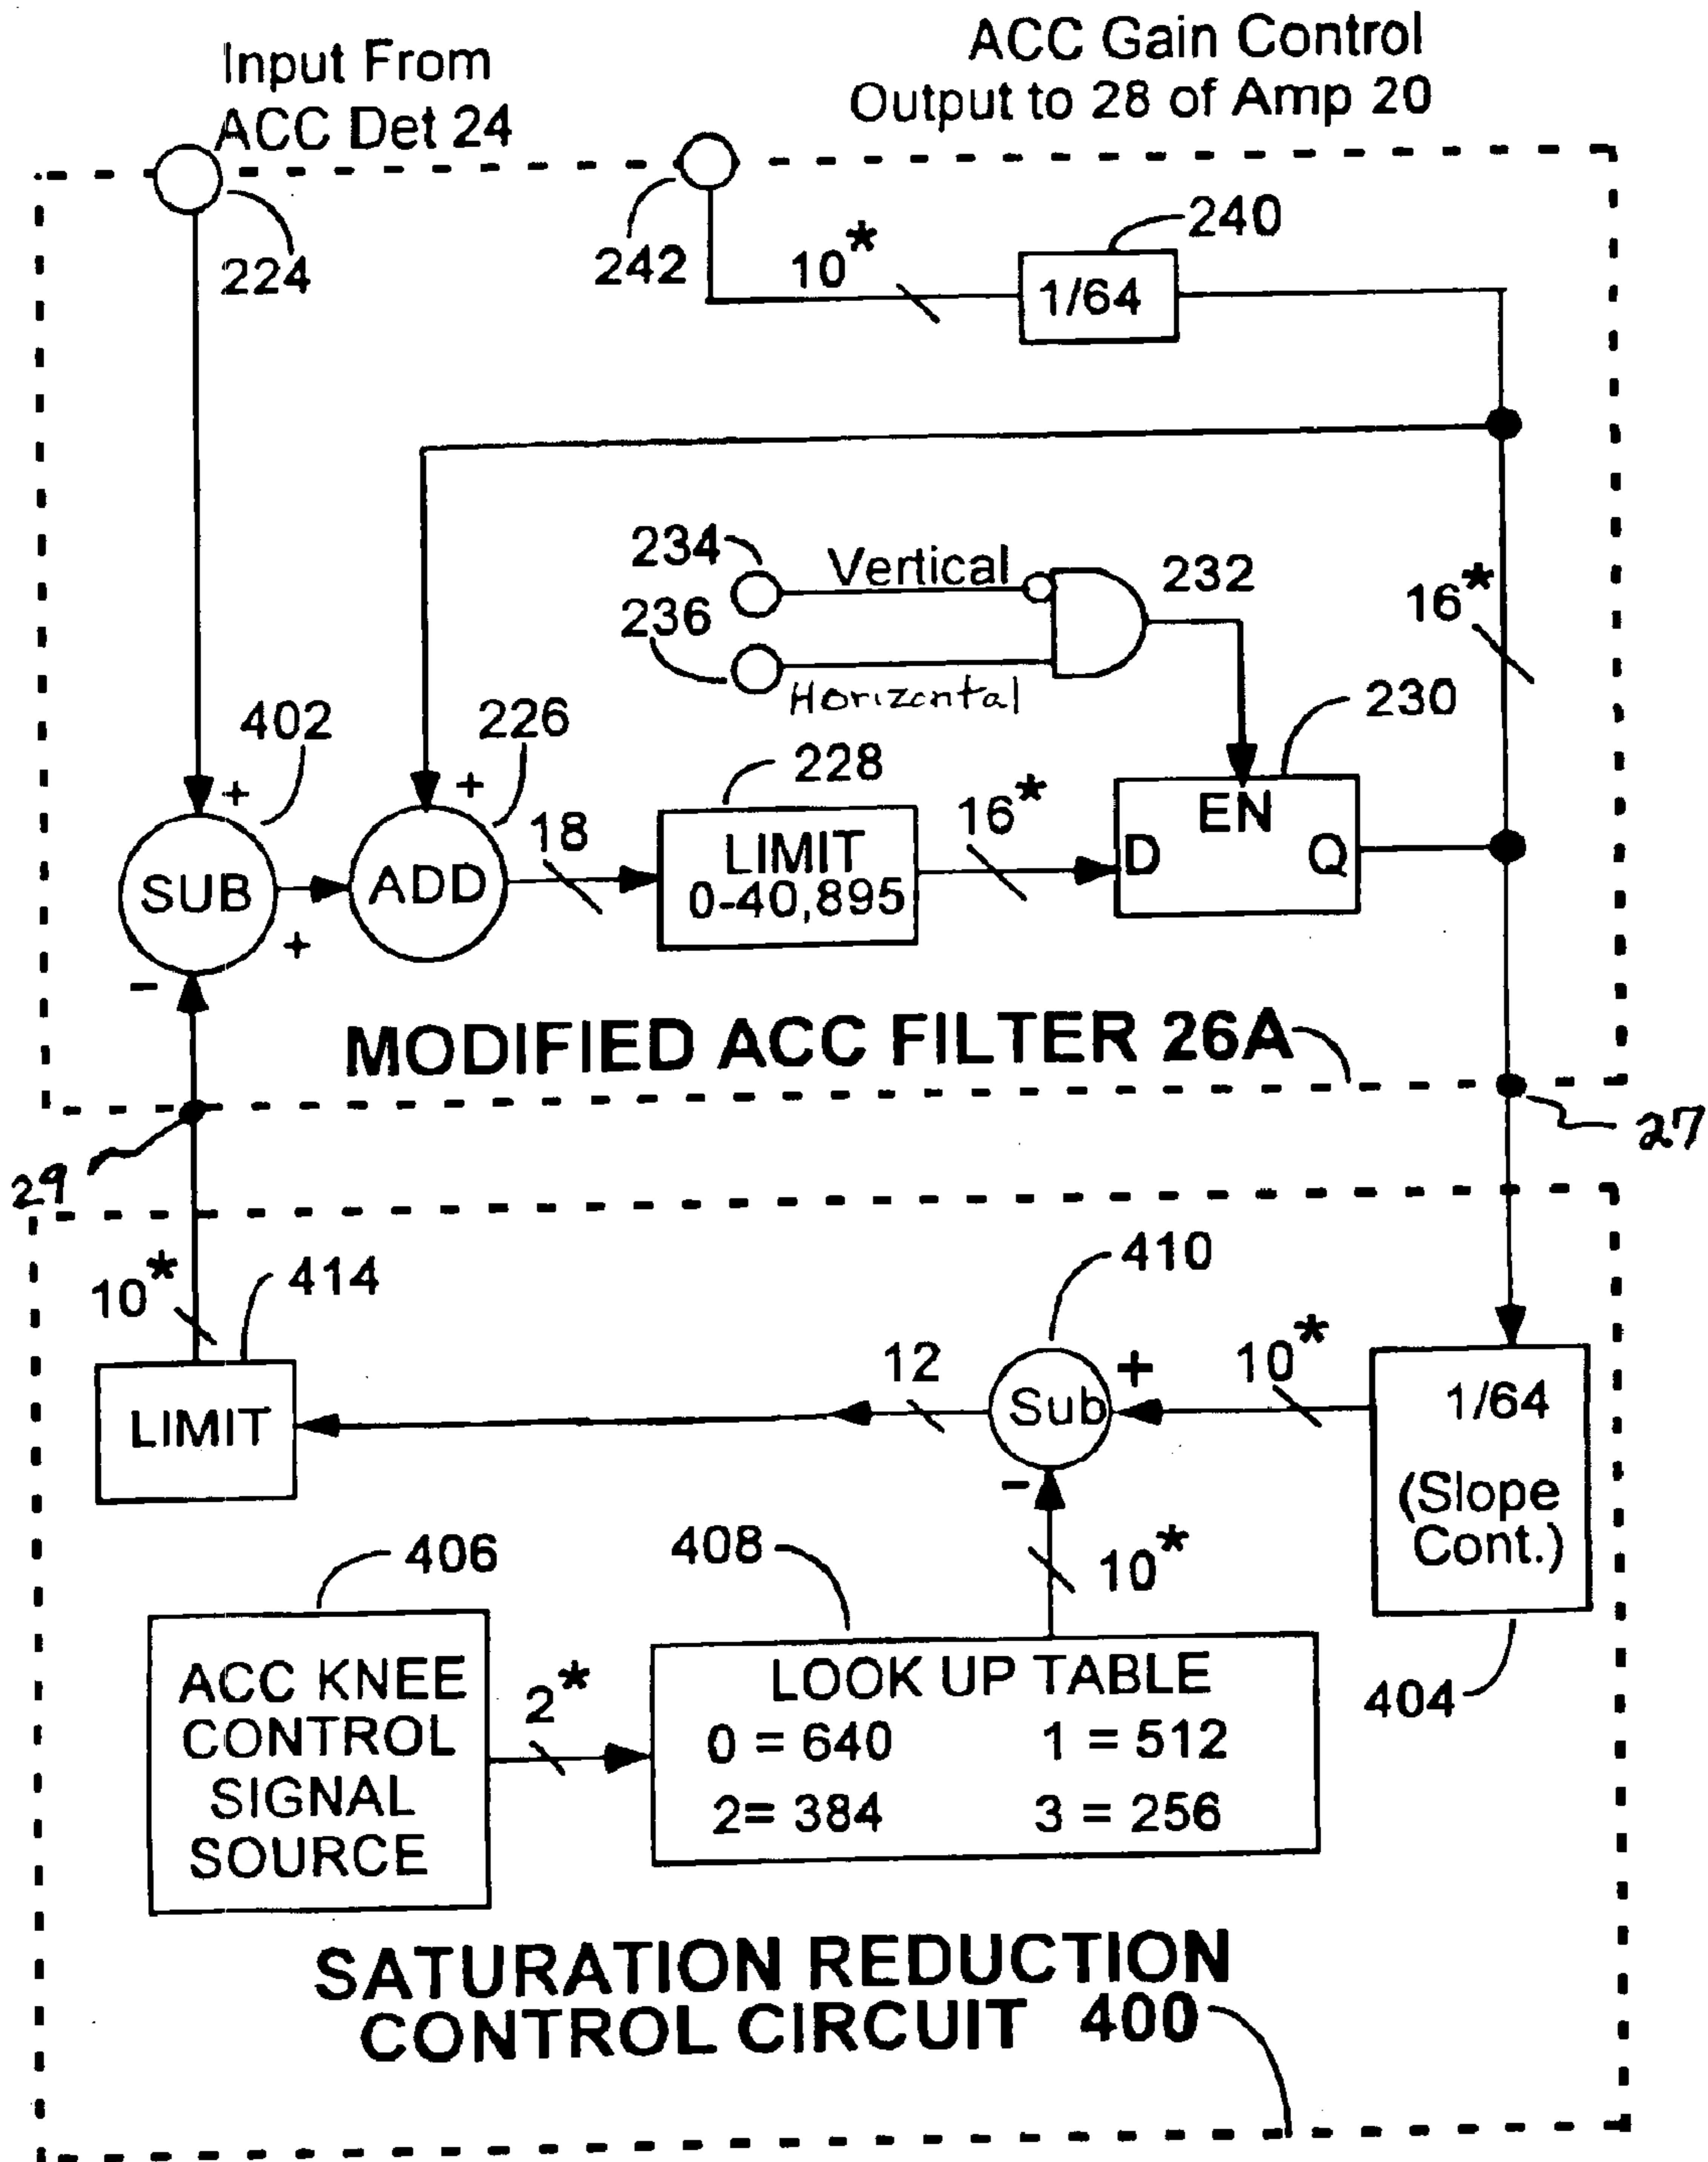 Input From
ACC Det 24
ACC Gain Control
Output to 28 of Amp 20
224
242
10*
240
1/64
234
Vertical
232
236
Horizontal
16*
402
+
226
+
228
230
SUB
+
-
ADD
18
LIMIT
0-40,895
16*
EN
D
Q
MODIFIED ACC FILTER 26A
29
27
10*
414
410
LIMIT
12
Sub
+
-
10*
1/64
(Slope
Cont.)
406
408
10*
404
ACC KNEE
CONTROL
SIGNAL
SOURCE
2*
LOOK UP TABLE
0 = 640 1 = 512
2= 384 3 = 256
SATURATION REDUCTION
CONTROL CIRCUIT 400